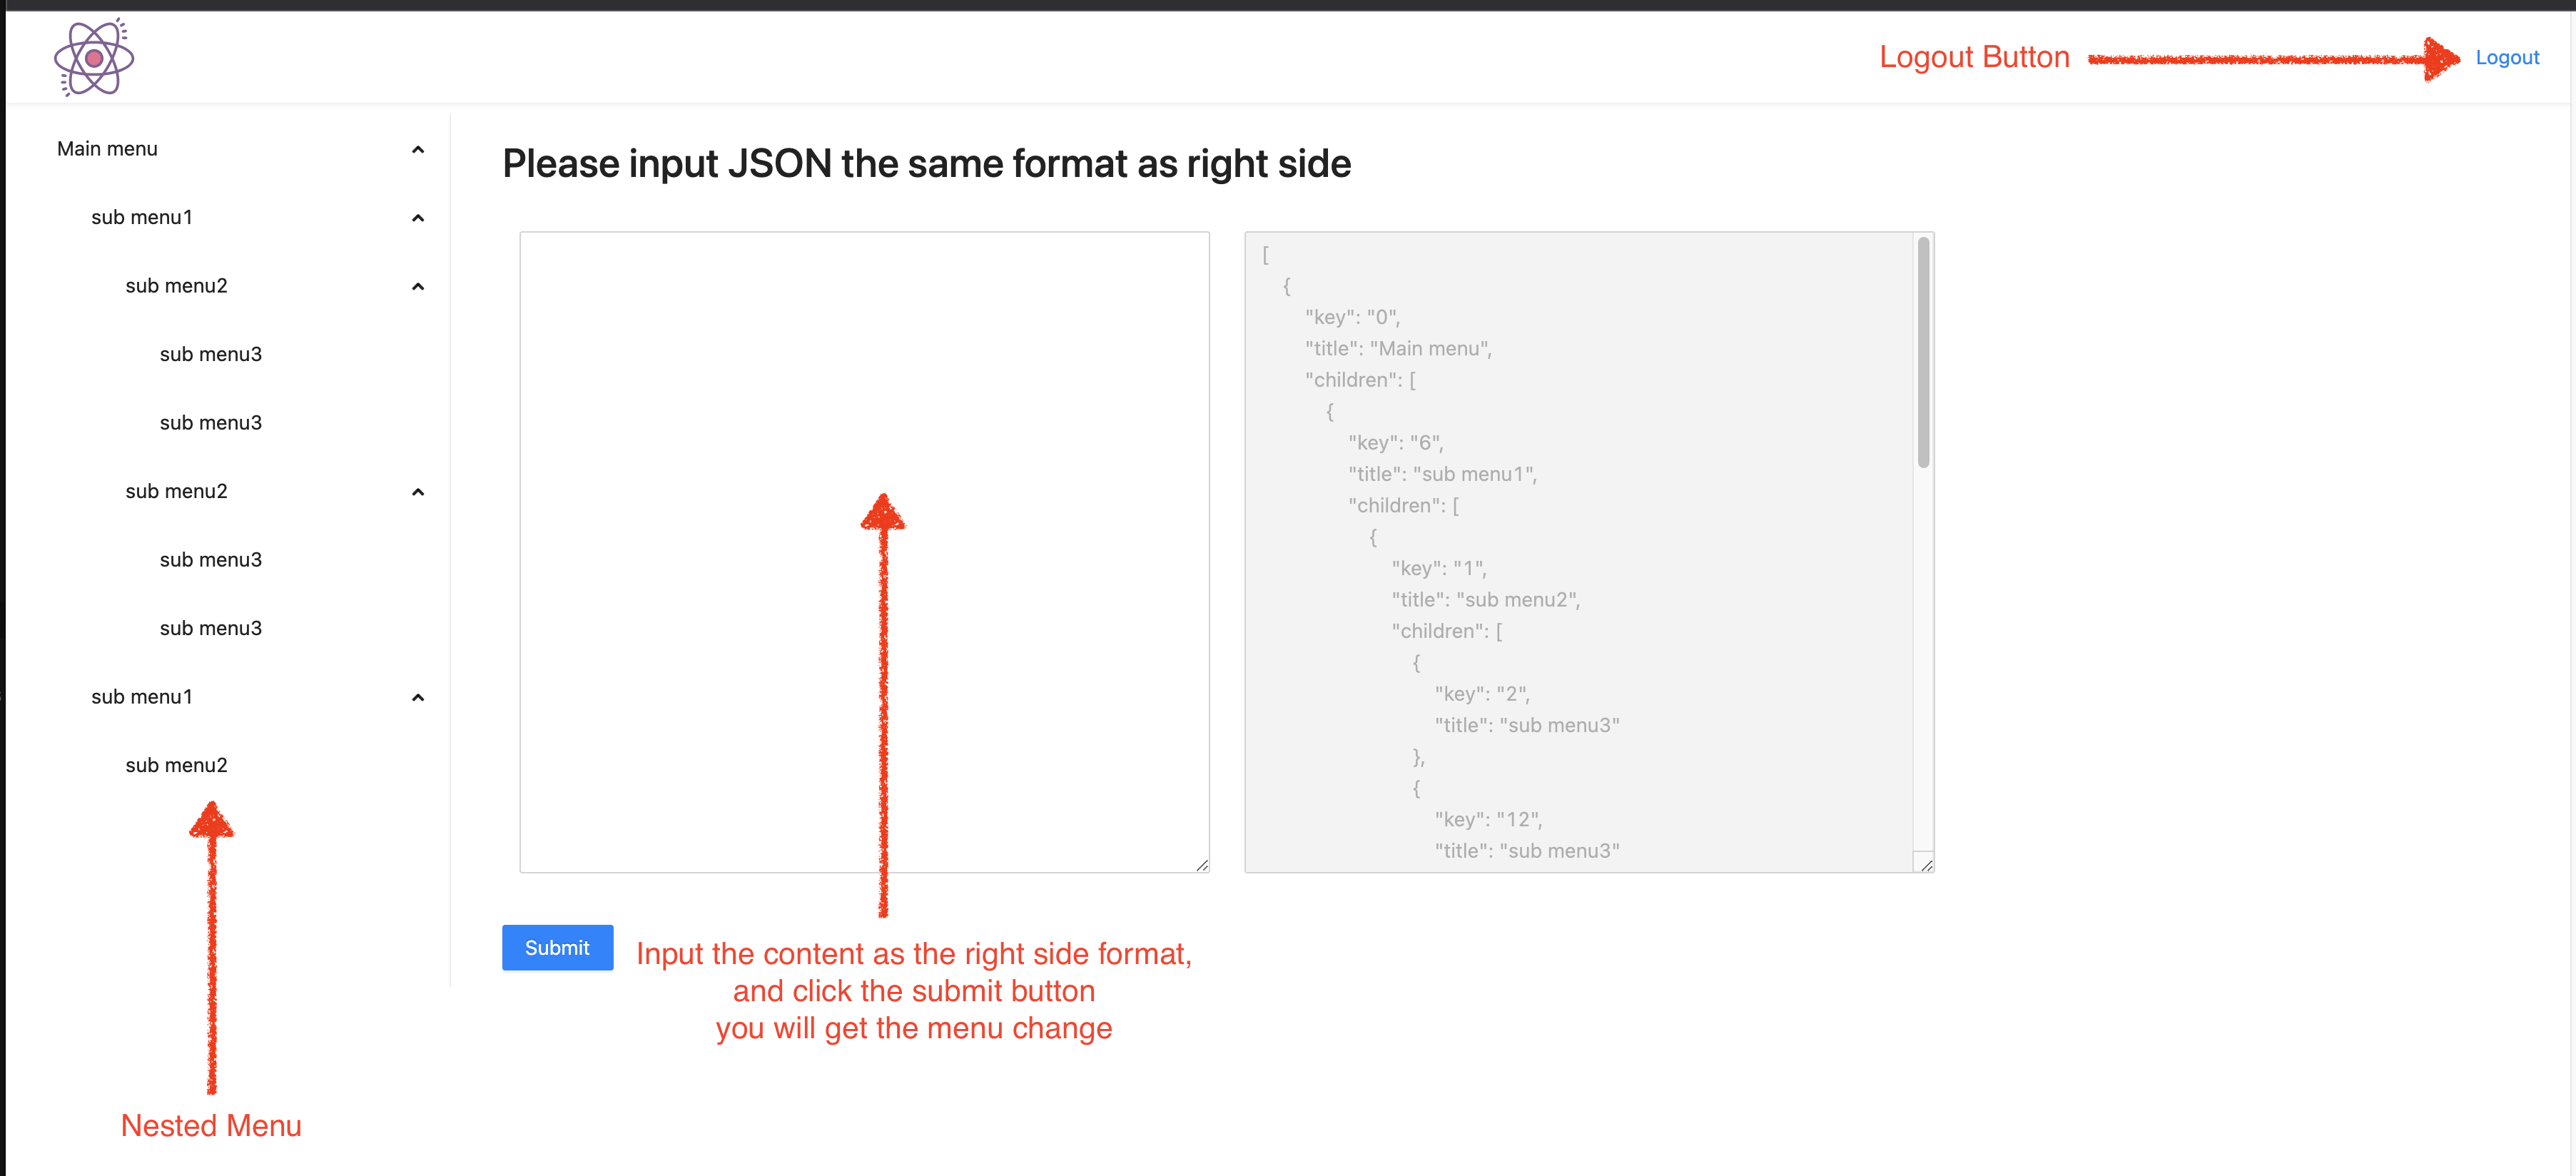 Logout Button
Logout
Main menu
sub menu1
sub menu2
sub menu3
sub menu3
sub menu2
sub menu3
sub menu3
sub menu1
sub menu2
Nested Menu
Please input JSON the same format as right side
[
{
"key": "0",
"title": "Main menu",
"children": [
{
"key": "6",
"title": "sub menu1",
"children": [
{
"key": "1",
"title": "sub menu2",
"children": [
{
"key": "2",
"title": "sub menu3"
},
{
"key": "12",
"title": "sub menu3"
Submit
Input the content as the right side format,
and click the submit button
you will get the menu change